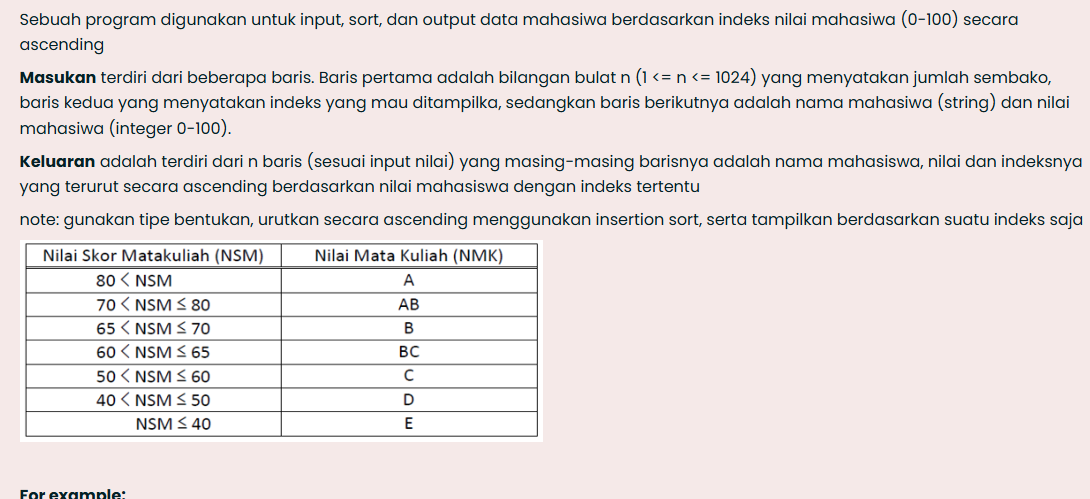 Sebuah program digunakan untuk input, sort, dan output data mahasiwa berdasarkan indeks nilai mahasiwa (0-100) secara
ascending
Masukan terdiri dari beberapa baris. Baris pertama adalah bilangan bulat n (1 <= n <= 1024) yang menyatakan jumlah sembako,
baris kedua yang menyatakan indeks yang mau ditampilka, sedangkan baris berikutnya adalah nama mahasiwa (string) dan nilai
mahasiwa (integer 0-100).
Keluaran adalah terdiri dari n baris (sesuai input nilai) yang masing-masing barisnya adalah nama mahasiswa, nilai dan indeksnya
yang terurut secara ascending berdasarkan nilai mahasiswa dengan indeks tertentu
note: gunakan tipe bentukan, urutkan secara ascending menggunakan insertion sort, serta tampilkan berdasarkan suatu indeks saja
Nilai Skor Matakuliah (NSM) Nilai Mata Kuliah (NMK)
80 < NSM A
70 < NSM ≤ 80 AB
65 < NSM ≤ 70 B
60 < NSM ≤ 65 BC
50 < NSM ≤ 60 C
40 < NSM ≤ 50 D
NSM ≤ 40 E
For example: